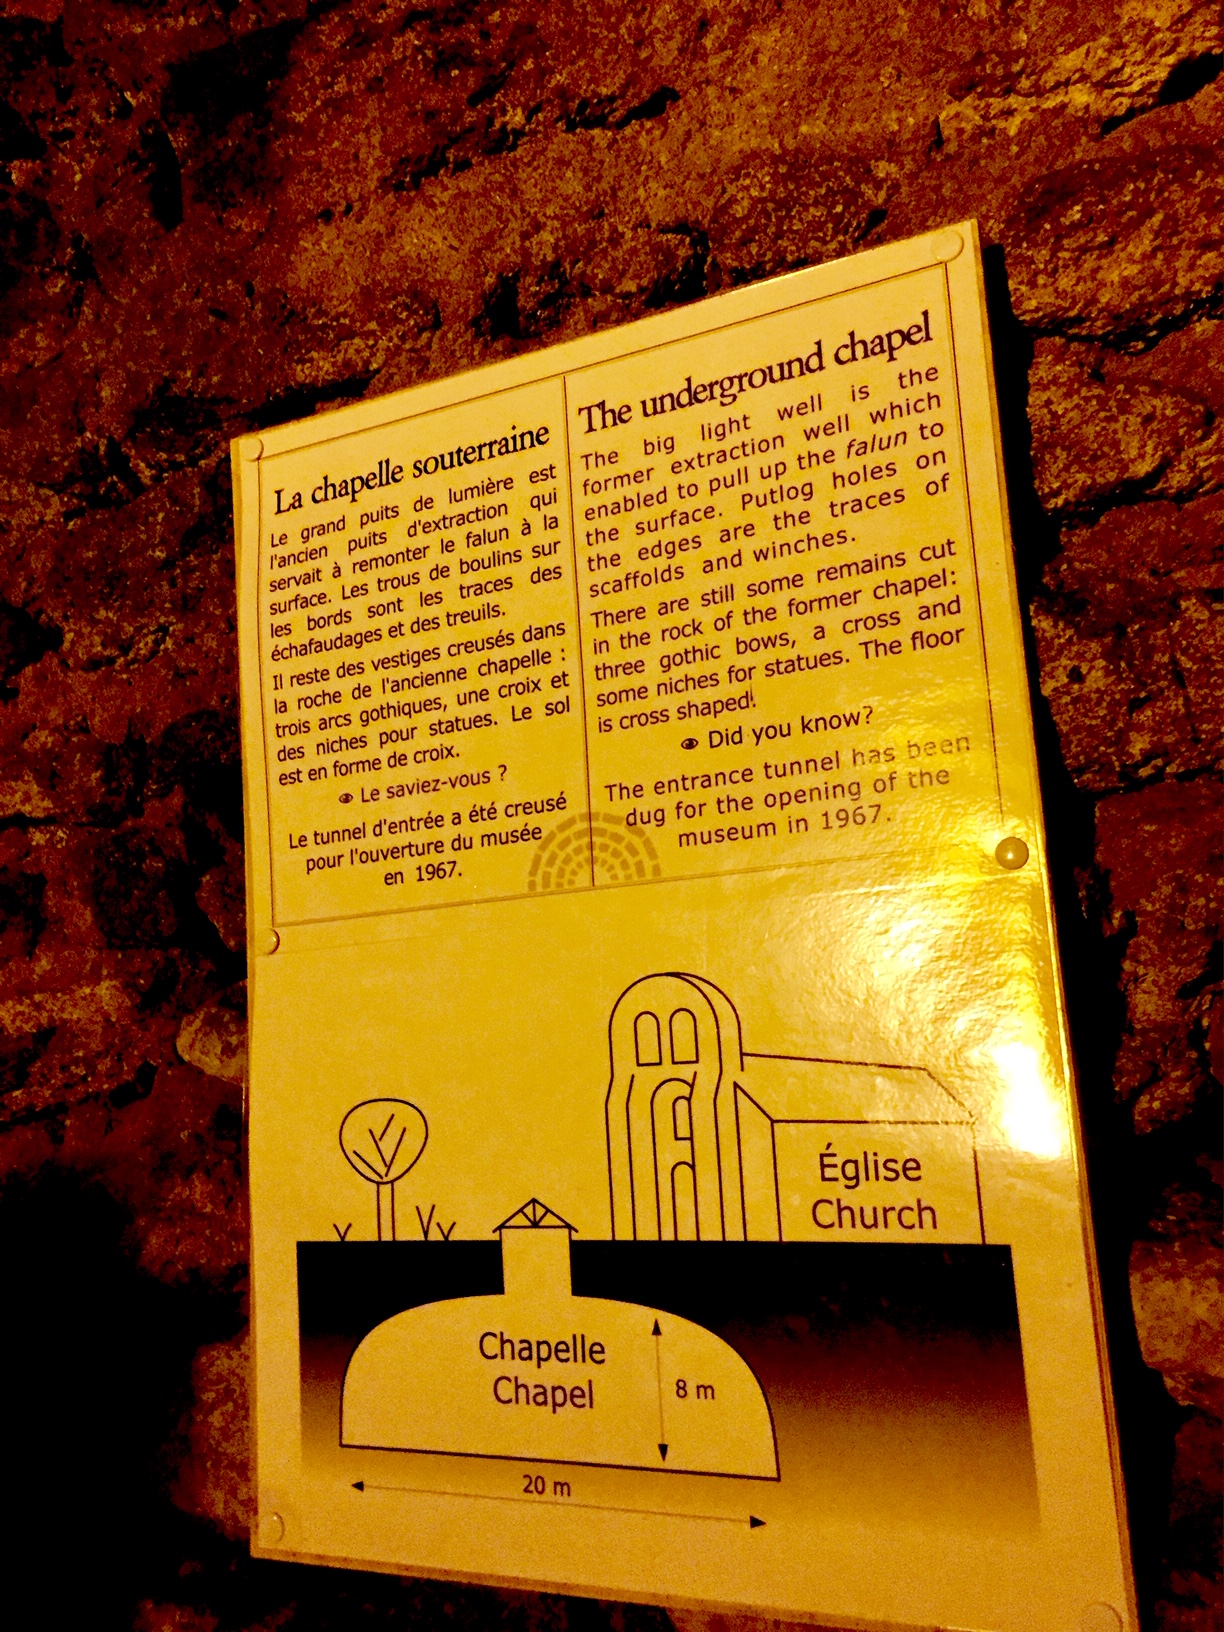 La chapelle souterraine
Le grand puits de lumière est
l'ancien puits d'extraction qui
servait à remonter le falun à la
surface. Les trous de boulins sur
les bords sont les traces des
échafaudages et des treuils.
Il reste des vestiges creusés dans
la roche de l'ancienne chapelle :
trois arcs gothiques, une croix et
des niches pour statues. Le sol
est en forme de croix.
Le saviez-vous ?
Le tunnel d'entrée a été creusé
pour l'ouverture du musée
en 1967.
The underground chapel
The big light well is the
former extraction well which
enabled to pull up the falun to
the surface. Putlog holes on
the edges are the traces of
scaffolds and winches.
There are still some remains cut
in the rock of the former chapel:
three gothic bows, a cross and
some niches for statues. The floor
is cross shaped.
Did you know?
The entrance tunnel has been
dug for the opening of the
museum in 1967.
Église
Church
Chapelle
Chapel
8 m
20 m